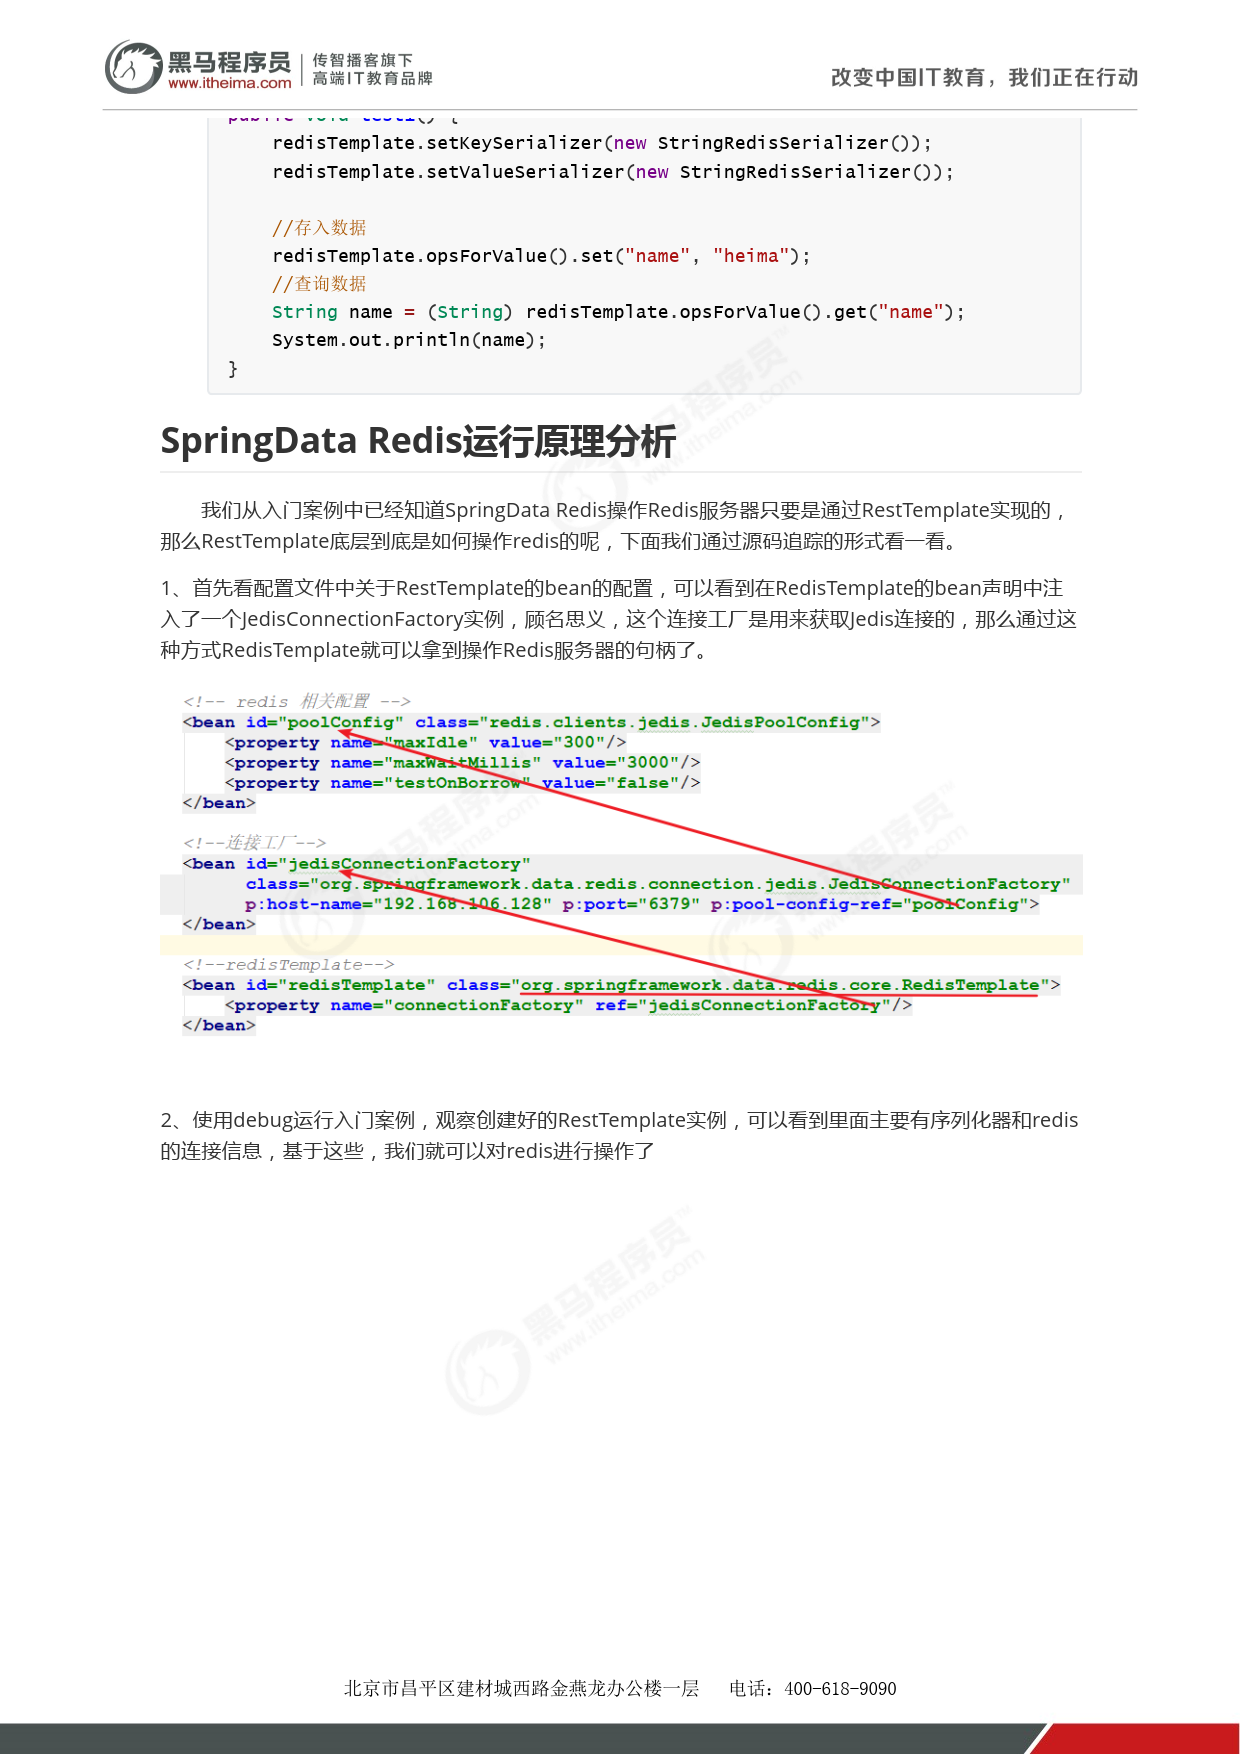 黑马程序员
www.itheima.com
传智播客旗下
高端IT教育品牌
改变中国IT教育，我们正在行动
public void test1() {
redisTemplate.setKeySerializer(new StringRedisSerializer());
redisTemplate.setValueSerializer(new StringRedisSerializer());
//存入数据
redisTemplate.opsForValue().set("name", "heima");
//查询数据
String name = (String) redisTemplate.opsForValue().get("name");
System.out.println(name);
}
SpringData Redis运行原理分析
我们从入门案例中已经知道SpringData Redis操作Redis服务器只要是通过RestTemplate实现的，
那么RestTemplate底层到底是如何操作redis的呢，下面我们通过源码追踪的形式看一看。
1、首先看配置文件中关于RestTemplate的bean的配置，可以看到在RedisTemplate的bean声明中注
入了一个JedisConnectionFactory实例，顾名思义，这个连接工厂是用来获取Jedis连接的，那么通过这
种方式RedisTemplate就可以拿到操作Redis服务器的句柄了。
<!-- redis 相关配置 -->
<bean id="poolConfig" class="redis.clients.jedis.JedisPoolConfig">
<property name="maxIdle" value="300"/>
<property name="maxWaitMillis" value="3000"/>
<property name="testOnBorrow" value="false"/>
</bean>
<!--连接工厂-->
<bean id="jedisConnectionFactory"
class="org.springframework.data.redis.connection.jedis.JedisConnectionFactory"
p:host-name="192.168.106.128" p:port="6379" p:pool-config-ref="poolConfig">
</bean>
<!--redisTemplate-->
<bean id="redisTemplate" class="org.springframework.data.redis.core.RedisTemplate">
<property name="connectionFactory" ref="jedisConnectionFactory"/>
</bean>
2、使用debug运行入门案例，观察创建好的RestTemplate实例，可以看到里面主要有序列化器和redis
的连接信息，基于这些，我们就可以对redis进行操作了
黑马程序员™
www.itheima.com
北京市昌平区建材城西路金燕龙办公楼一层 电话：400-618-9090